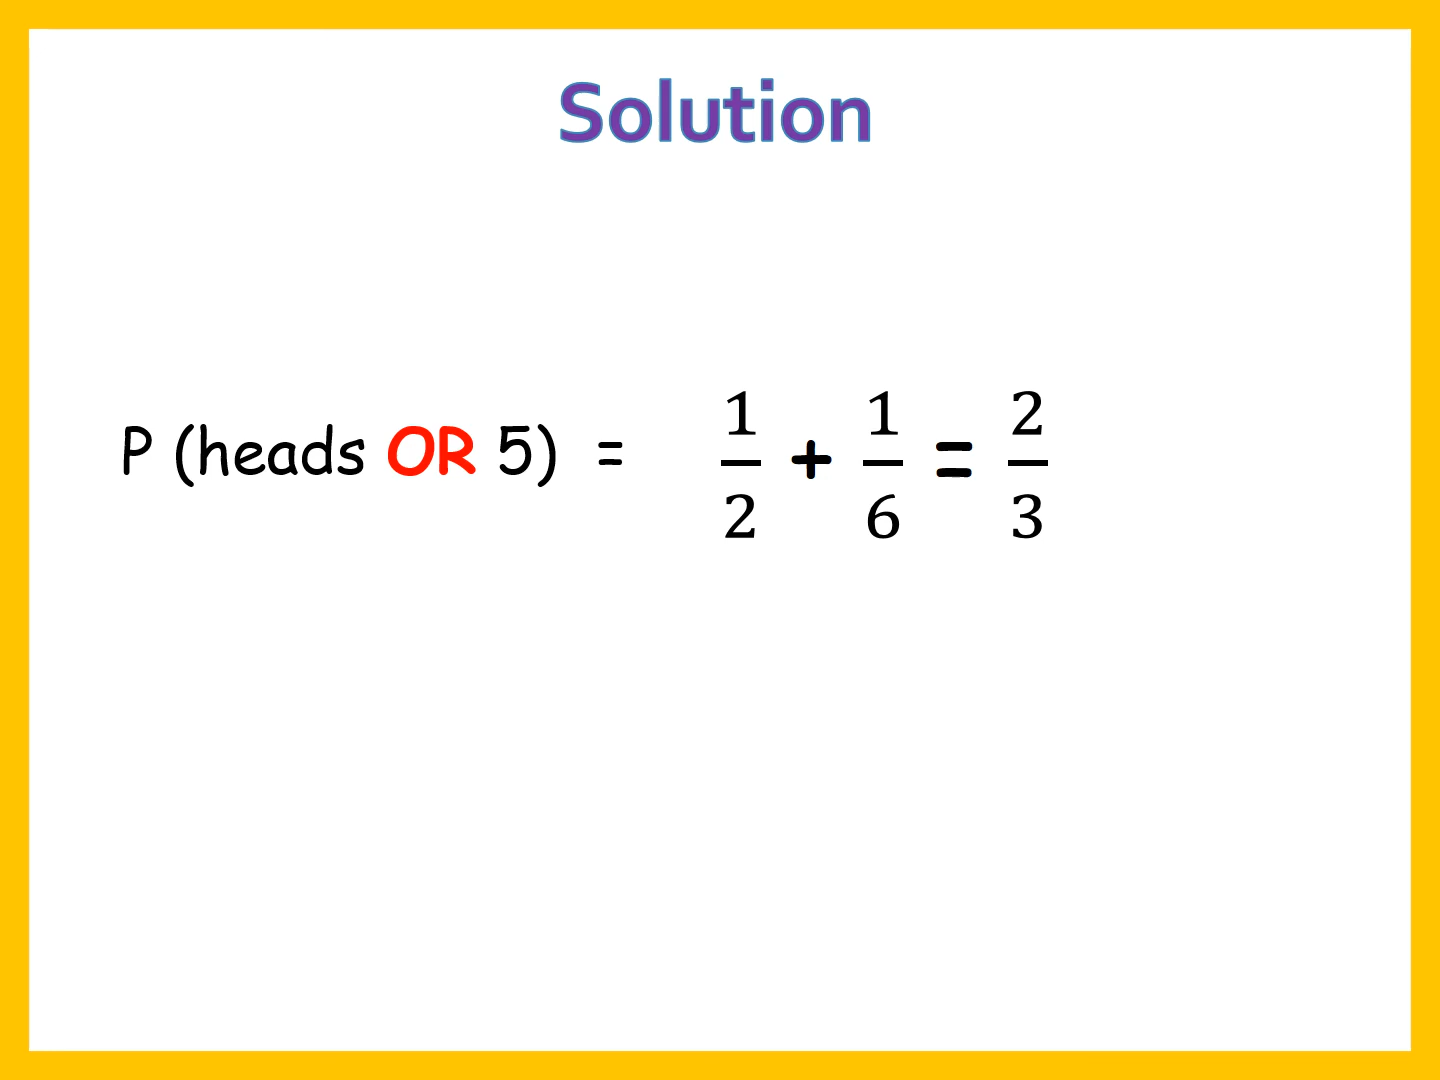 Solution
P (heads OR 5) = 1/2 + 1/6 = 2/3